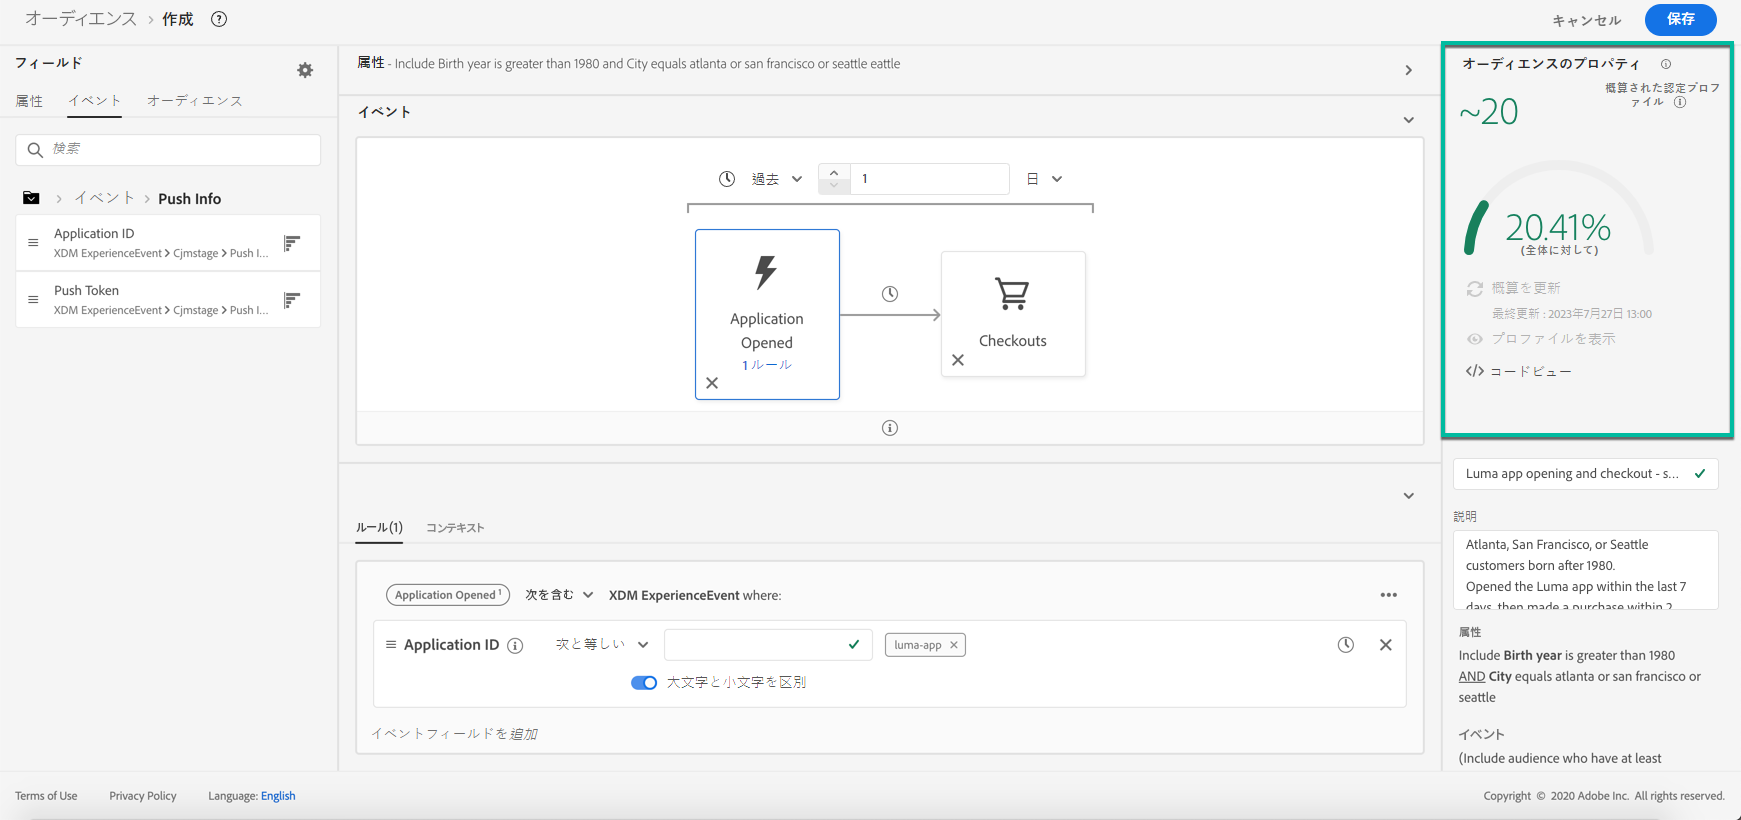 オーディエンス › 作成
キャンセル
保存
フィールド
属性
イベント
オーディエンス
検索
イベント › Push Info
Application ID
XDM ExperienceEvent > Cjmstage > Push I...
Push Token
XDM ExperienceEvent > Cjmstage > Push I...
属性 - Include Birth year is greater than 1980 and City equals atlanta or san francisco or seattle eattle
イベント
過去
1
日
Application
Opened
1 ルール
Checkouts
ルール(1)
コンテキスト
Application Opened 1
次を含む
XDM ExperienceEvent where:
Application ID
次と等しい
luma-app
大文字と小文字を区別
イベントフィールドを追加
オーディエンスのプロパティ
~20
概算された認定プロフ
ァイル
20.41%
(全体に対して)
概算を更新
最終更新 : 2023年7月27日 13:00
プロファイルを表示
</> コードビュー
Luma app opening and checkout - s...
説明
Atlanta, San Francisco, or Seattle
customers born after 1980.
Opened the Luma app within the last 7
days, then made a purchase within 2
属性
Include Birth year is greater than 1980
AND City equals atlanta or san francisco or
seattle
イベント
(Include audience who have at least
Terms of Use
Privacy Policy
Language: English
Copyright © 2020 Adobe Inc. All rights reserved.